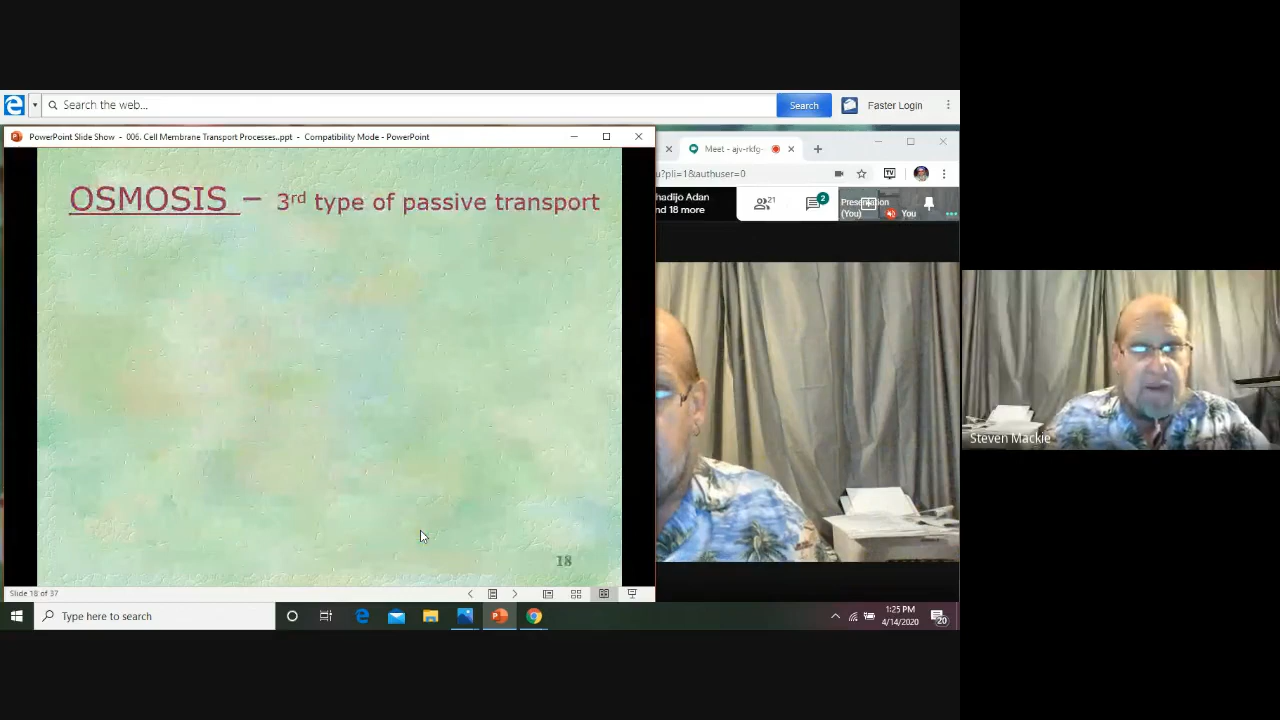 Search the web...
Search
Faster Login
PowerPoint Slide Show - 006. Cell Membrane Transport Processes..ppt - Compatibility Mode - PowerPoint
Meet - ajv-rkfg-
u?pli=1&authuser=0
hadijo Adan
nd 18 more
21
2
Presentation
(You)
You
OSMOSIS – 3rd type of passive transport
Steven Mackie
18
Slide 18 of 37
Type here to search
1:25 PM
4/14/2020
20